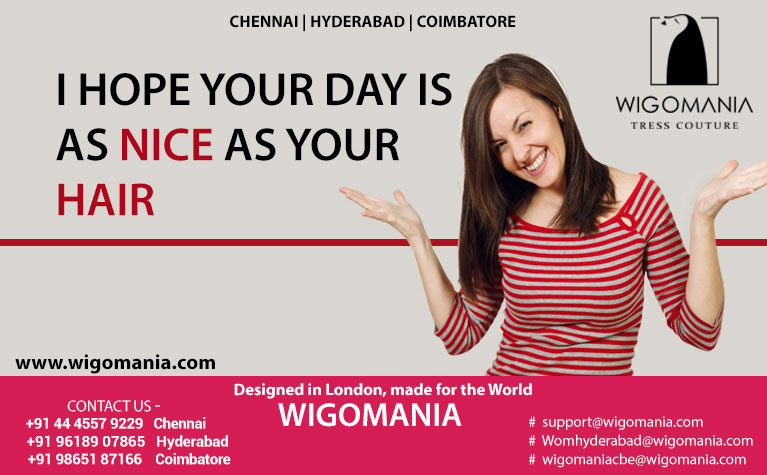 CHENNAI | HYDERABAD | COIMBATORE
I HOPE YOUR DAY IS
AS NICE AS YOUR
HAIR
WIGOMANIA
TRESS COUTURE
www.wigomania.com
Designed in London, made for the World
WIGOMANIA
CONTACT US -
+91 44 4557 9229 Chennai
+91 96189 07865 Hyderabad
+91 98651 87166 Coimbatore
# support@wigomania.com
# Womhyderabad@wigomania.com
# wigomaniacbe@wigomania.com